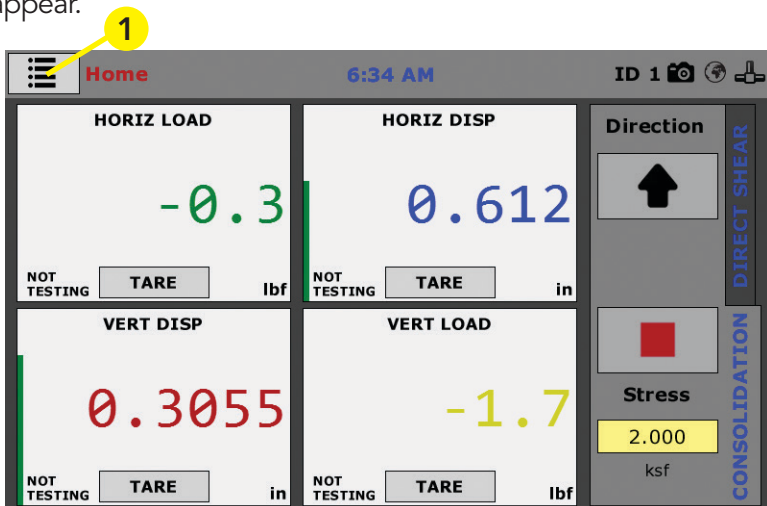 appear.
1
Home
6:34 AM
ID 1
HORIZ LOAD
-0.3
NOT
TESTING
TARE
lbf
HORIZ DISP
0.612
NOT
TESTING
TARE
in
VERT DISP
0.3055
NOT
TESTING
TARE
in
VERT LOAD
-1.7
NOT
TESTING
TARE
lbf
Direction
Stress
2.000
ksf
DIRECT SHEAR
CONSOLIDATION